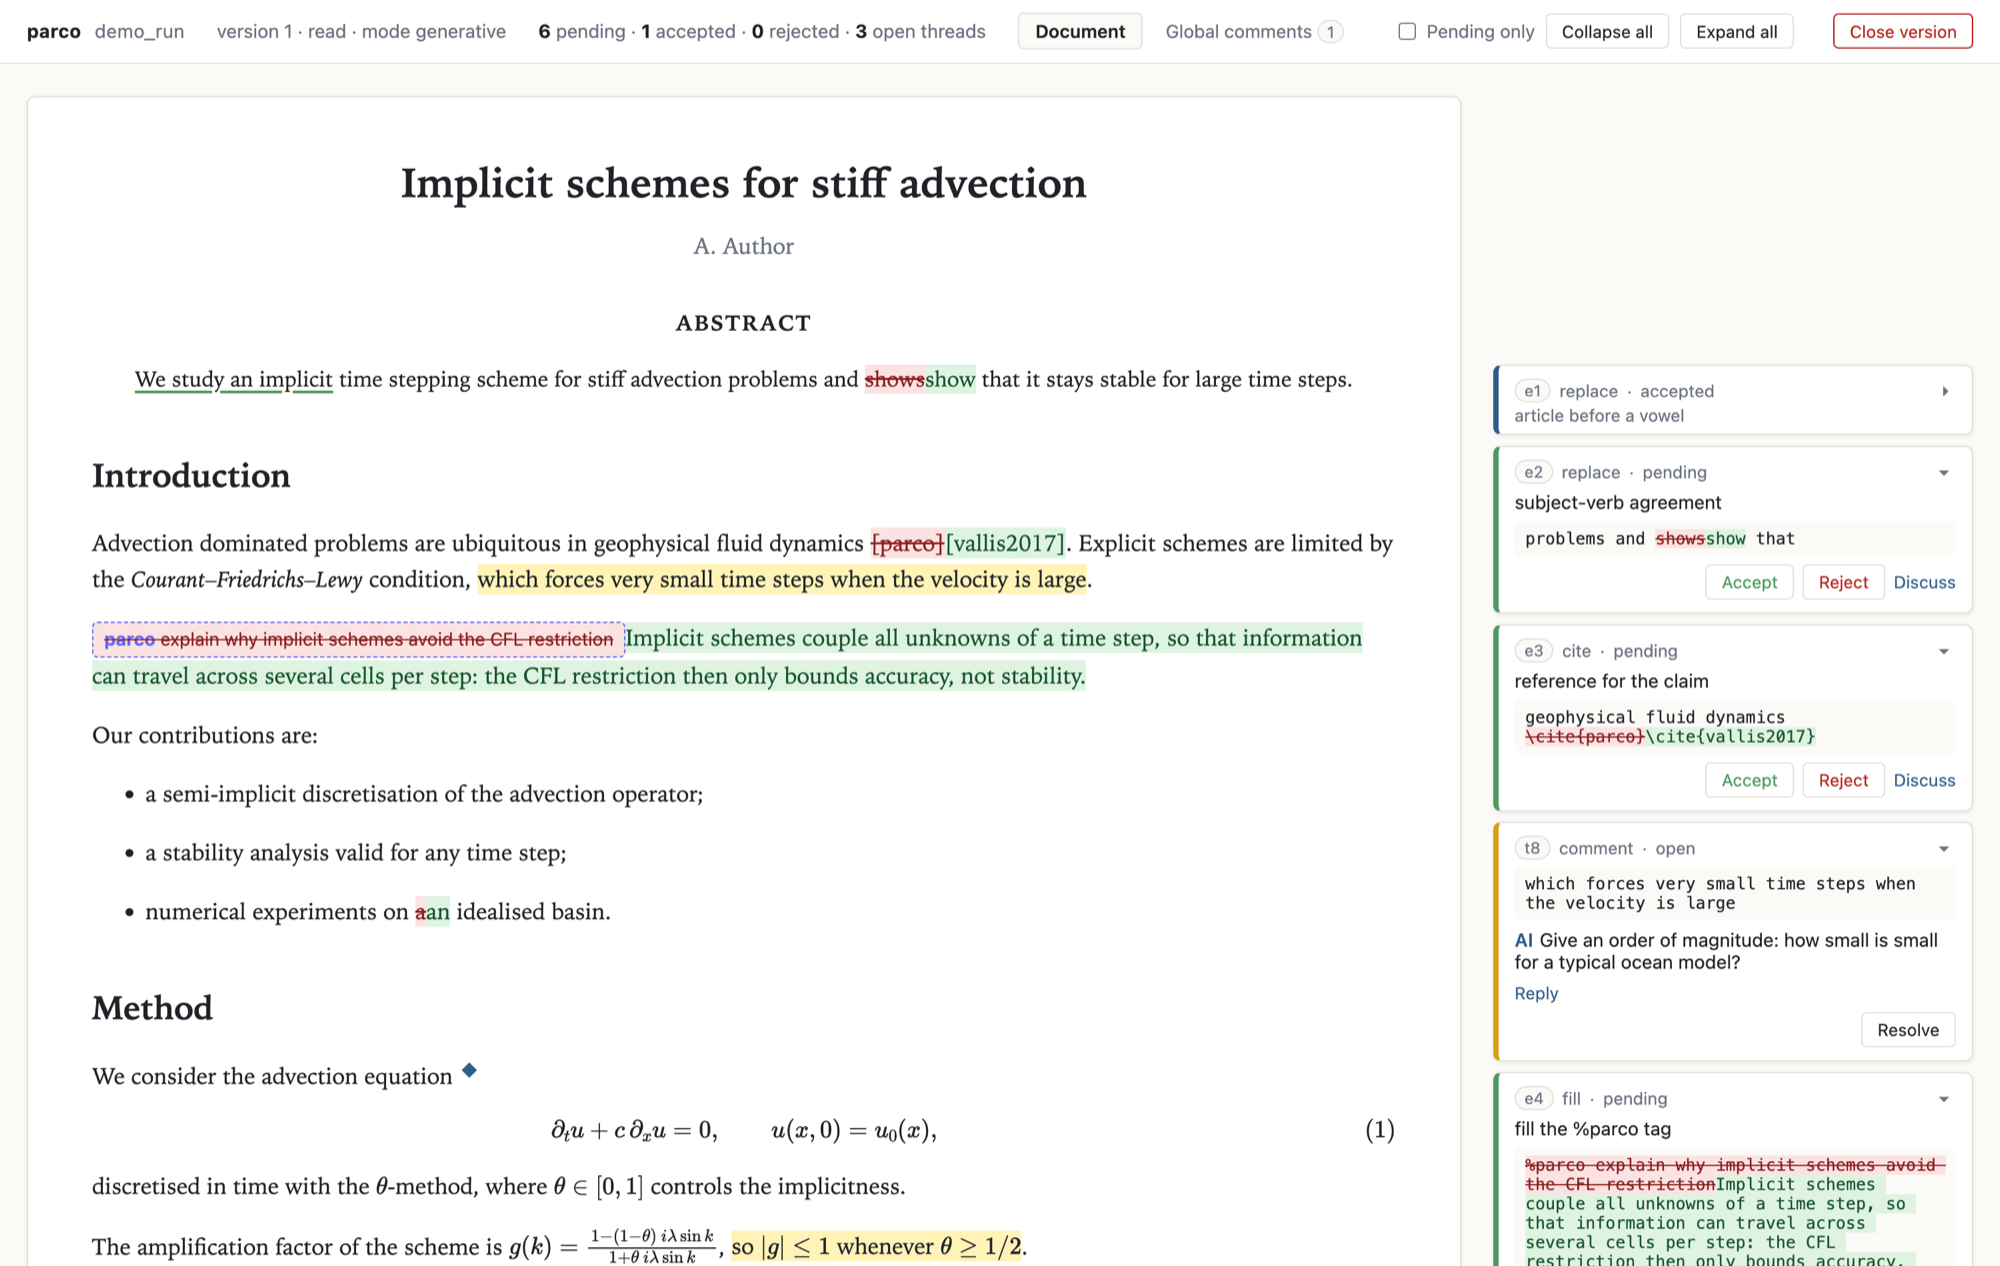 parco demo_run version 1 · read · mode generative 6 pending · 1 accepted · 0 rejected · 3 open threads Document Global comments 1 Pending only Collapse all Expand all Close version
Implicit schemes for stiff advection
A. Author
ABSTRACT
We study an implicit time stepping scheme for stiff advection problems and showsshow that it stays stable for large time steps.
Introduction
Advection dominated problems are ubiquitous in geophysical fluid dynamics [parco][vallis2017]. Explicit schemes are limited by
the Courant–Friedrichs–Lewy condition, which forces very small time steps when the velocity is large.
parco explain why implicit schemes avoid the CFL restriction Implicit schemes couple all unknowns of a time step, so that information
can travel across several cells per step: the CFL restriction then only bounds accuracy, not stability.
Our contributions are:
• a semi-implicit discretisation of the advection operator;
• a stability analysis valid for any time step;
• numerical experiments on aan idealised basin.
Method
We consider the advection equation
∂ₜu + c ∂ₓu = 0, u(x, 0) = u₀(x), (1)
discretised in time with the θ-method, where θ ∈ [0, 1] controls the implicitness.
The amplification factor of the scheme is g(k) = 1−(1−θ) iλ sin k / 1+θ iλ sin k, so |g| ≤ 1 whenever θ ≥ 1/2.
e1 replace · accepted
article before a vowel
e2 replace · pending
subject-verb agreement
problems and showsshow that
Accept Reject Discuss
e3 cite · pending
reference for the claim
geophysical fluid dynamics
\cite{parco}\cite{vallis2017}
Accept Reject Discuss
t8 comment · open
which forces very small time steps when
the velocity is large
AI Give an order of magnitude: how small is small
for a typical ocean model?
Reply
Resolve
e4 fill · pending
fill the %parco tag
%parco explain why implicit schemes avoid
the CFL restrictionImplicit schemes
couple all unknowns of a time step, so
that information can travel across
several cells per step: the CFL
restriction then only bounds accuracy,